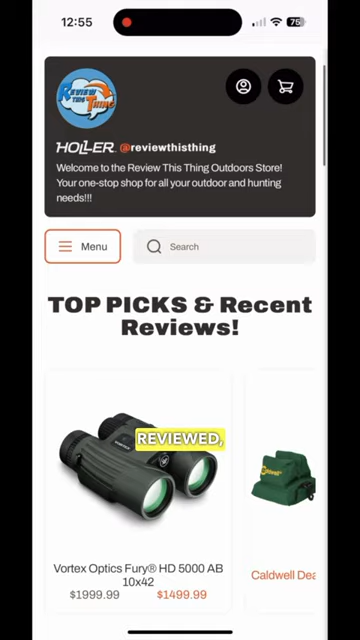 12:55
75
REVIEW
THIS
THING
HOLLER @reviewthisthing
Welcome to the Review This Thing Outdoors Store!
Your one-stop shop for all your outdoor and hunting
needs!!!
Menu
Search
TOP PICKS & Recent
Reviews!
REVIEWED,
Vortex Optics Fury® HD 5000 AB
10x42
$1999.99 $1499.99
Caldwell
Caldwell Dea